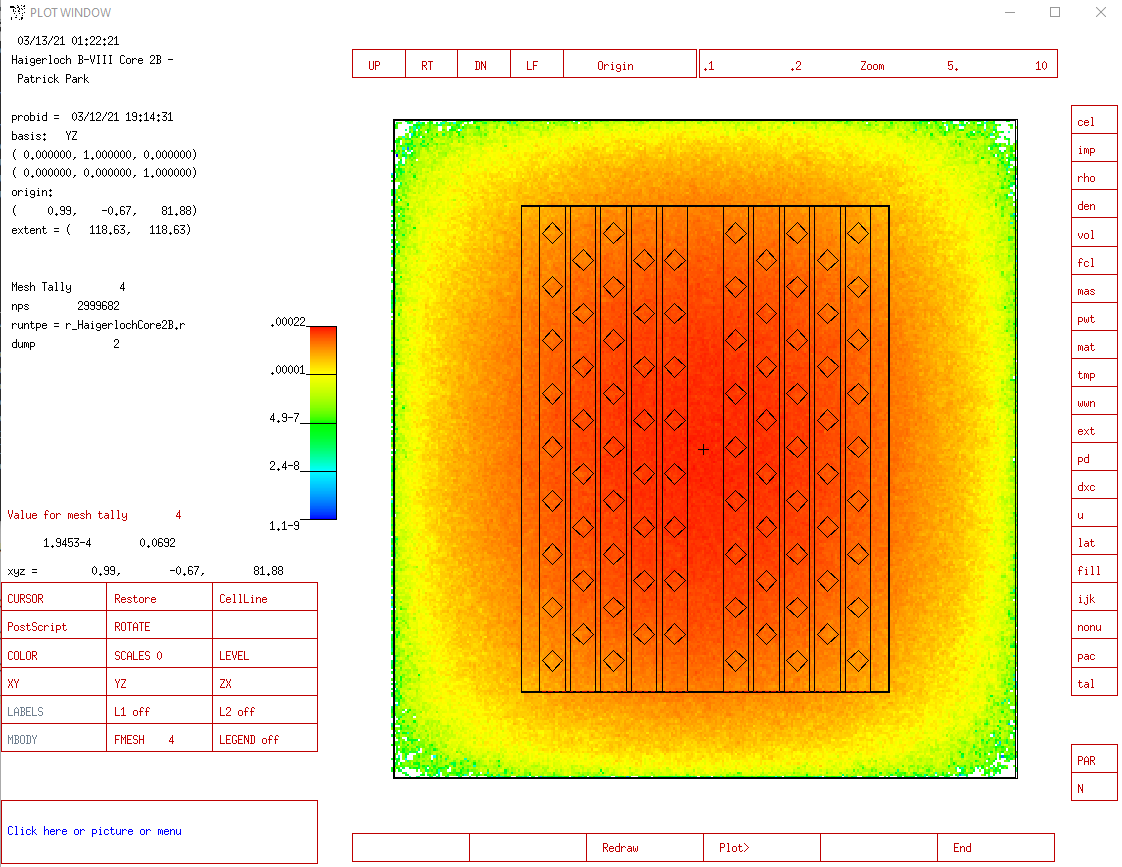 PLOT WINDOW
03/13/21 01:22:21
Haigerloch B-VIII Core 2B -
Patrick Park
probid = 03/12/21 19:14:31
basis: YZ
( 0.000000, 1.000000, 0.000000)
( 0.000000, 0.000000, 1.000000)
origin:
( 0.99, -0.67, 81.88)
extent = ( 118.63, 118.63)
Mesh Tally 4
nps 2999682
runtpe = r_HaigerlochCore2B.r
dump 2
.00022
.00001
4.9-7
2.4-8
1.1-9
Value for mesh tally 4
1.9453-4 0.0692
xyz = 0.99, -0.67, 81.88
CURSOR Restore CellLine
PostScript ROTATE
COLOR SCALES 0 LEVEL
XY YZ ZX
LABELS L1 off L2 off
MBODY FMESH 4 LEGEND off
Click here or picture or menu
UP RT DN LF Origin .1 .2 Zoom 5. 10
cel
imp
rho
den
vol
fcl
mas
pwt
mat
tmp
wwn
ext
pd
dxc
u
lat
fill
ijk
nonu
pac
tal
PAR
N
Redraw Plot> End